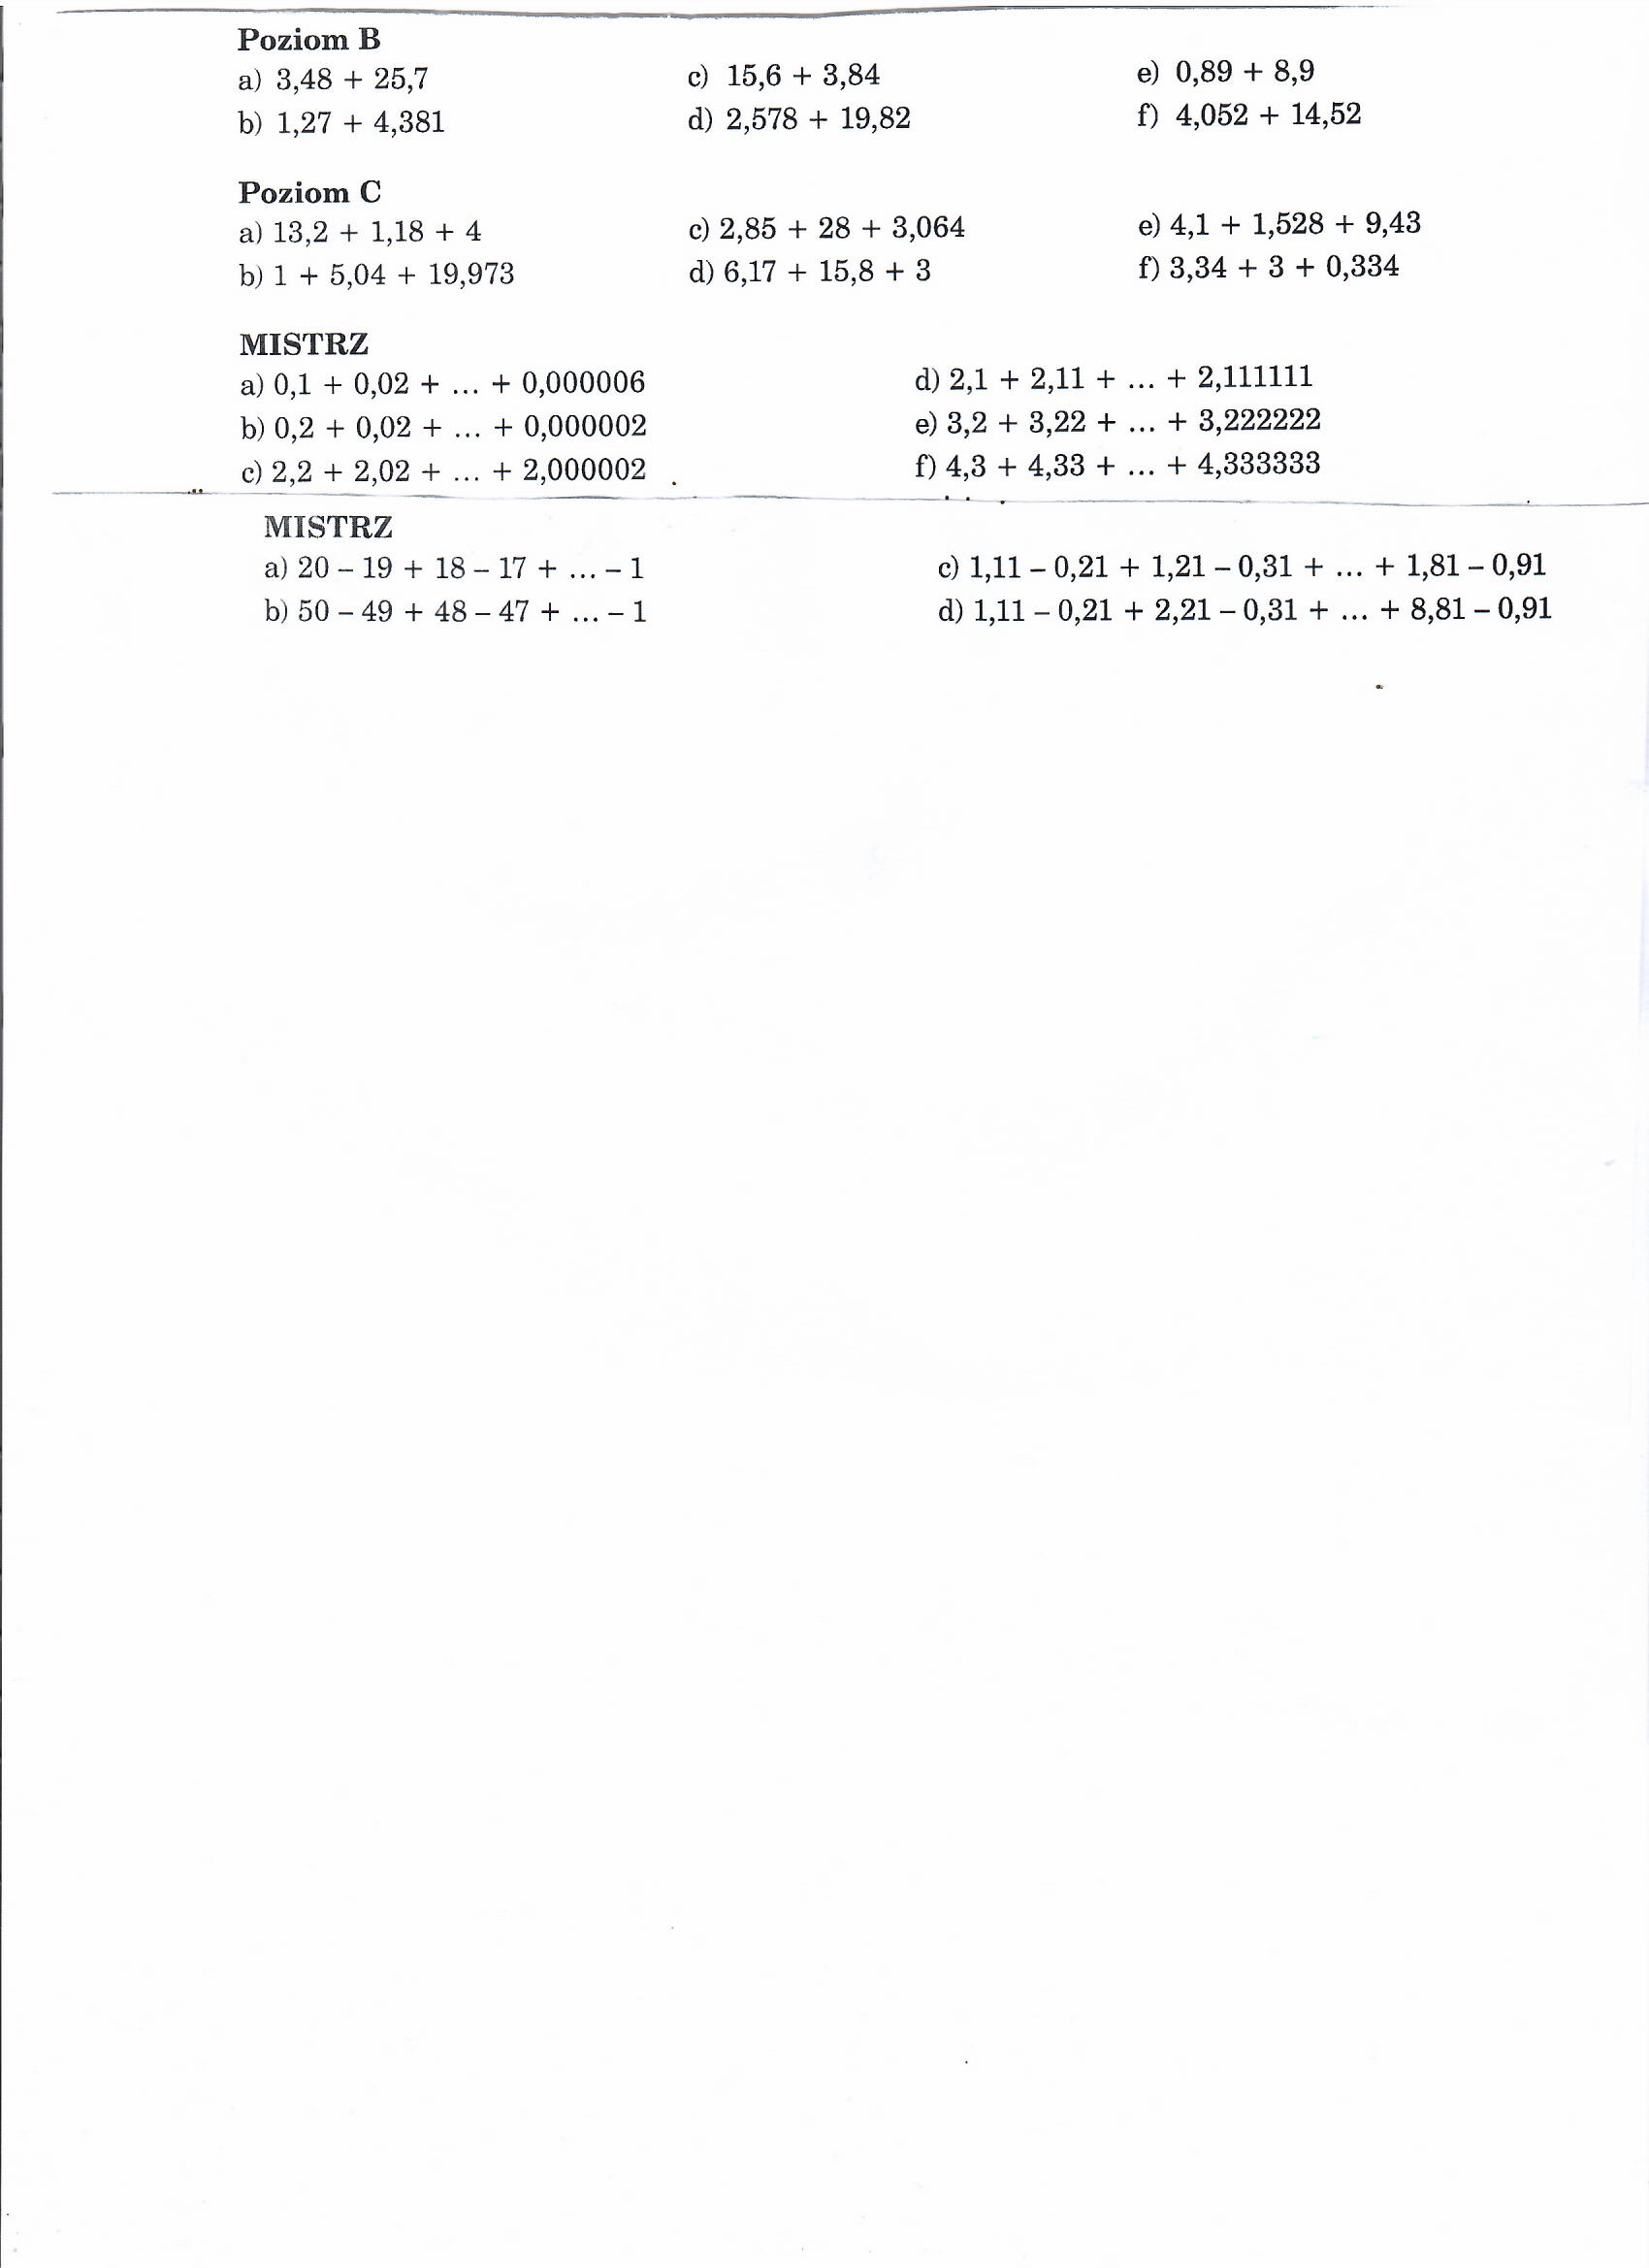 Poziom B
a) 3,48 + 25,7 c) 15,6 + 3,84 e) 0,89 + 8,9
b) 1,27 + 4,381 d) 2,578 + 19,82 f) 4,052 + 14,52
Poziom C
a) 13,2 + 1,18 + 4 c) 2,85 + 28 + 3,064 e) 4,1 + 1,528 + 9,43
b) 1 + 5,04 + 19,973 d) 6,17 + 15,8 + 3 f) 3,34 + 3 + 0,334
MISTRZ
a) 0,1 + 0,02 + ... + 0,000006 d) 2,1 + 2,11 + ... + 2,111111
b) 0,2 + 0,02 + ... + 0,000002 e) 3,2 + 3,22 + ... + 3,222222
c) 2,2 + 2,02 + ... + 2,000002 f) 4,3 + 4,33 + ... + 4,333333
MISTRZ
a) 20 – 19 + 18 – 17 + ... – 1 c) 1,11 – 0,21 + 1,21 – 0,31 + ... + 1,81 – 0,91
b) 50 – 49 + 48 – 47 + ... – 1 d) 1,11 – 0,21 + 2,21 – 0,31 + ... + 8,81 – 0,91